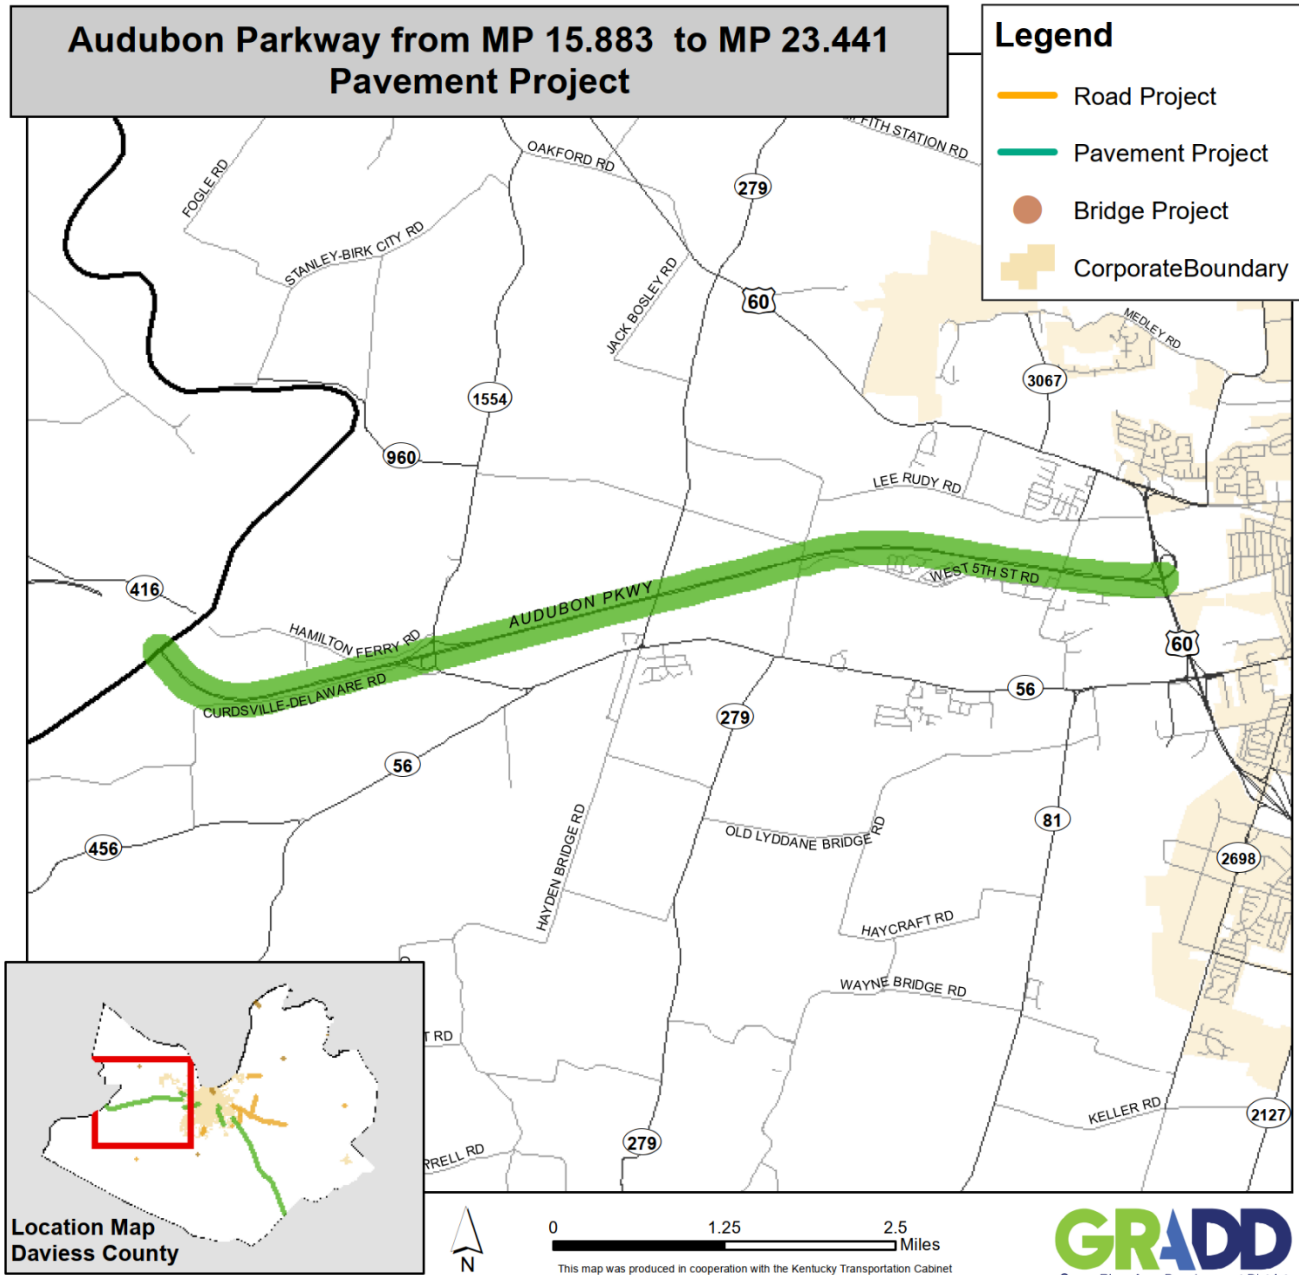 Audubon Parkway from MP 15.883 to MP 23.441
Pavement Project
Legend
Road Project
Pavement Project
Bridge Project
CorporateBoundary
STATION RD
OAKFORD RD
279
FOGLE RD
STANLEY-BIRK CITY RD
JACK BOSLEY RD
60
MEDLEY RD
3067
1554
960
LEE RUDY RD
416
WEST 5TH ST RD
AUDUBON PKWY
HAMILTON FERRY RD
60
CURDSVILLE-DELAWARE RD
56
279
56
81
OLD LYDDANE BRIDGE RD
456
2698
HAYDEN BRIDGE RD
HAYCRAFT RD
WAYNE BRIDGE RD
T RD
KELLER RD
2127
279
RRELL RD
Location Map
Daviess County
N
0 1.25 2.5
Miles
This map was produced in cooperation with the Kentucky Transportation Cabinet
GRADD